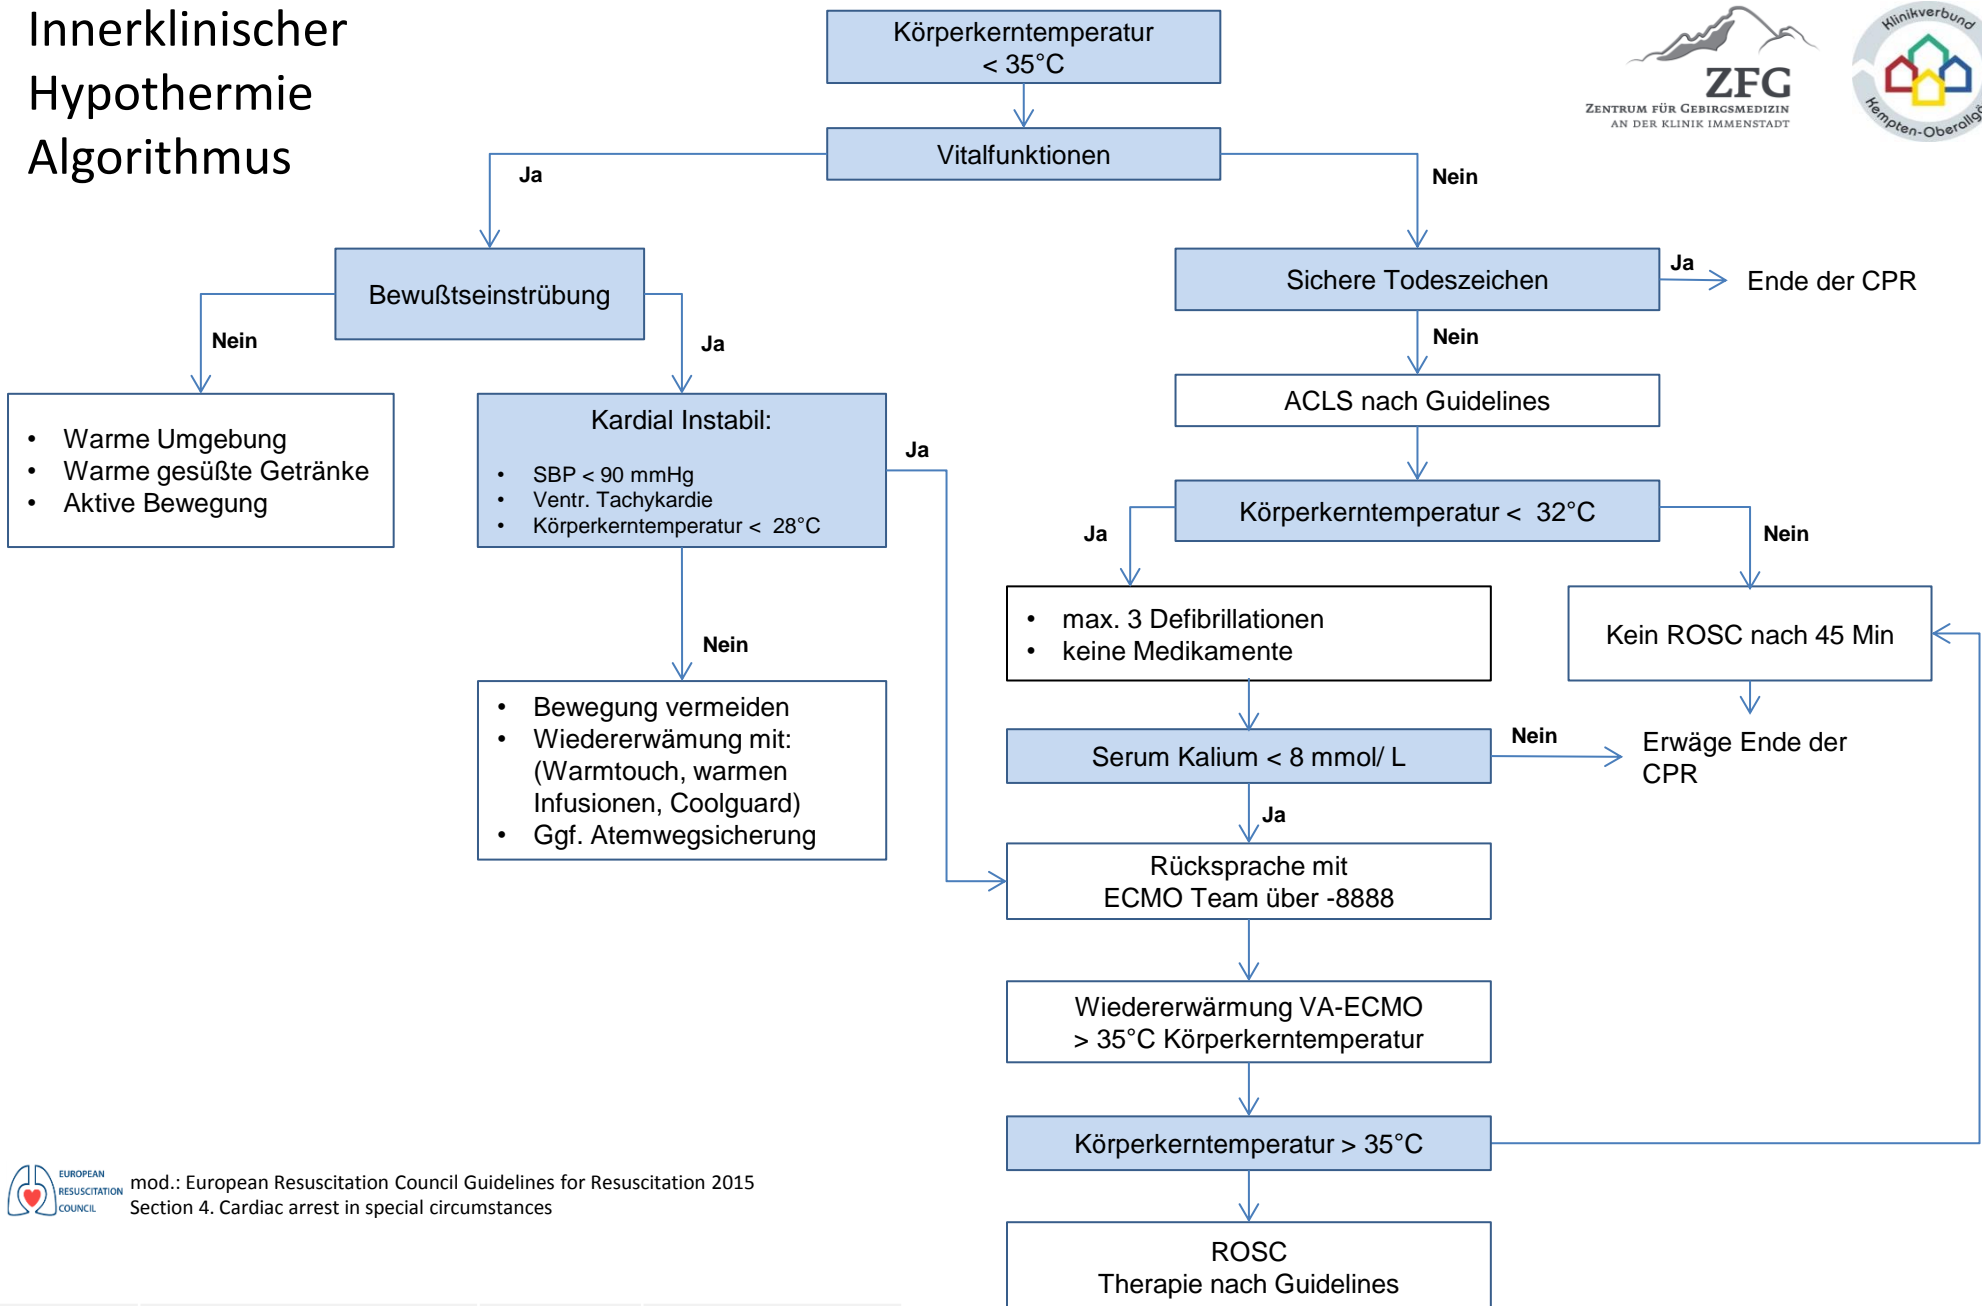 Innerklinischer
Hypothermie
Algorithmus
Körperkerntemperatur
< 35°C
ZFG
ZENTRUM FÜR GEBIRGSMEDIZIN
AN DER KLINIK IMMENSTADT
Klinikverbund
Kempten-Oberallgäu
Vitalfunktionen
Ja
Nein
Bewußtseinstrübung
Sichere Todeszeichen
Ja
Ende der CPR
Nein
Ja
Nein
• Warme Umgebung
• Warme gesüßte Getränke
• Aktive Bewegung
Kardial Instabil:
• SBP < 90 mmHg
• Ventr. Tachykardie
• Körperkerntemperatur < 28°C
Ja
Nein
• Bewegung vermeiden
• Wiedererwämung mit:
(Warmtouch, warmen
Infusionen, Coolguard)
• Ggf. Atemwegsicherung
ACLS nach Guidelines
Körperkerntemperatur < 32°C
Ja
Nein
• max. 3 Defibrillationen
• keine Medikamente
Kein ROSC nach 45 Min
Serum Kalium < 8 mmol/ L
Nein
Erwäge Ende der
CPR
Ja
Rücksprache mit
ECMO Team über -8888
Wiedererwärmung VA-ECMO
> 35°C Körperkerntemperatur
Körperkerntemperatur > 35°C
ROSC
Therapie nach Guidelines
EUROPEAN
RESUSCITATION
COUNCIL
mod.: European Resuscitation Council Guidelines for Resuscitation 2015
Section 4. Cardiac arrest in special circumstances